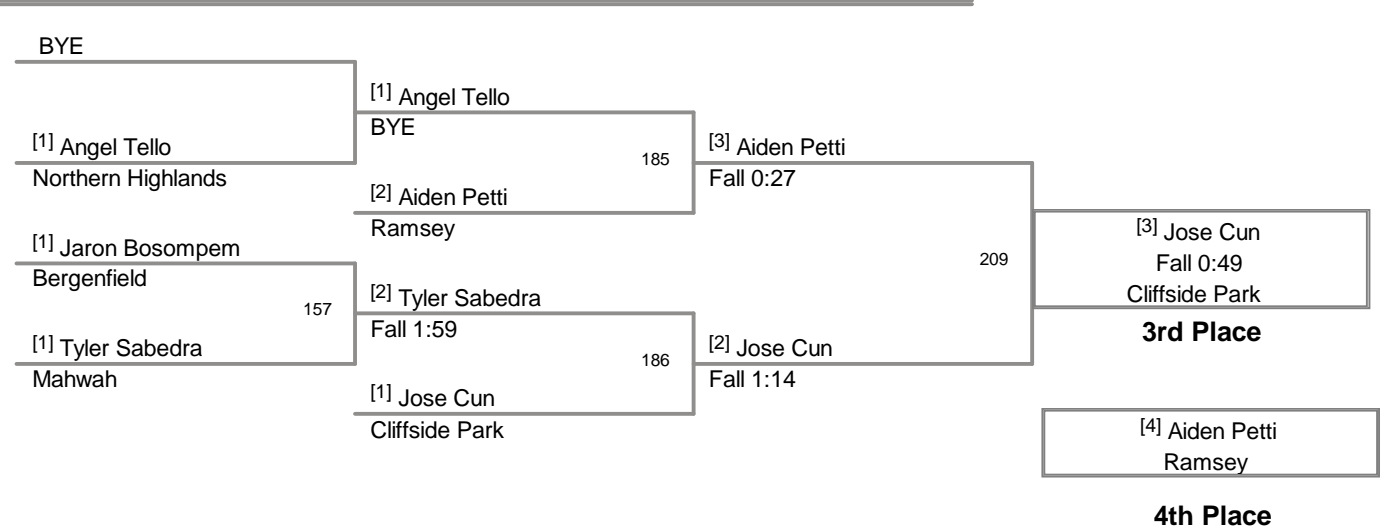 BYE
[1] Angel Tello
BYE
[1] Angel Tello
Northern Highlands
185
[3] Aiden Petti
Fall 0:27
[2] Aiden Petti
Ramsey
[1] Jaron Bosompem
Bergenfield
209
[3] Jose Cun
Fall 0:49
Cliffside Park
3rd Place
157
[2] Tyler Sabedra
Fall 1:59
[1] Tyler Sabedra
Mahwah
186
[2] Jose Cun
Fall 1:14
[1] Jose Cun
Cliffside Park
[4] Aiden Petti
Ramsey
4th Place